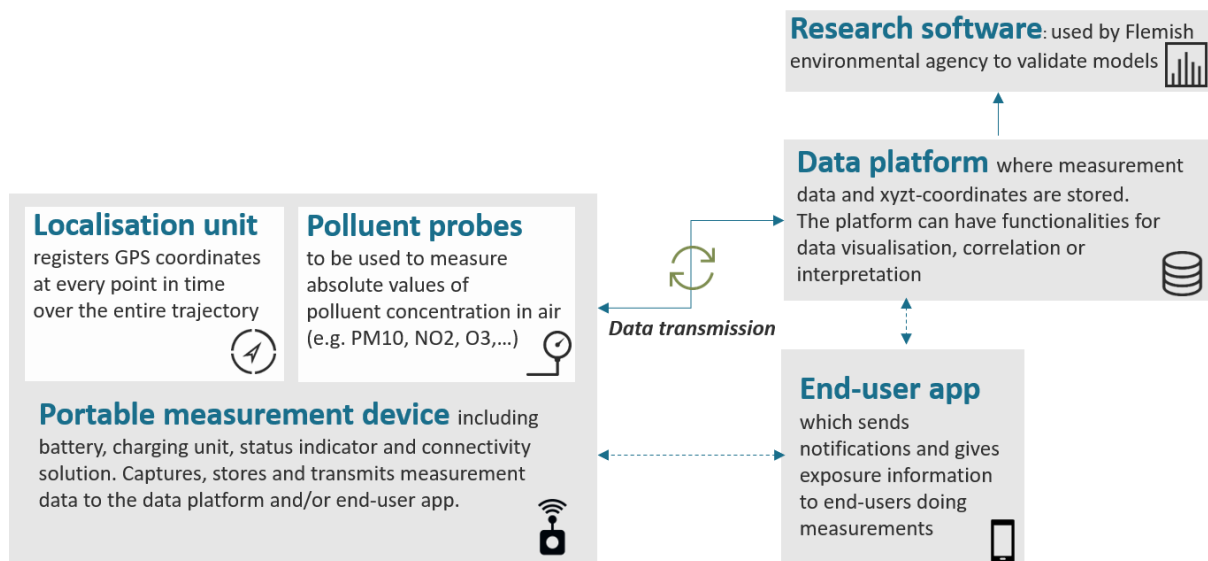 Research software: used by Flemish
environmental agency to validate models
Data platform where measurement
data and xyzt-coordinates are stored.
The platform can have functionalities for
data visualisation, correlation or
interpretation
Localisation unit
registers GPS coordinates
at every point in time
over the entire trajectory
Polluent probes
to be used to measure
absolute values of
polluent concentration in air
(e.g. PM10, NO2, O3,...)
Data transmission
Portable measurement device including
battery, charging unit, status indicator and connectivity
solution. Captures, stores and transmits measurement
data to the data platform and/or end-user app.
End-user app
which sends
notifications and gives
exposure information
to end-users doing
measurements